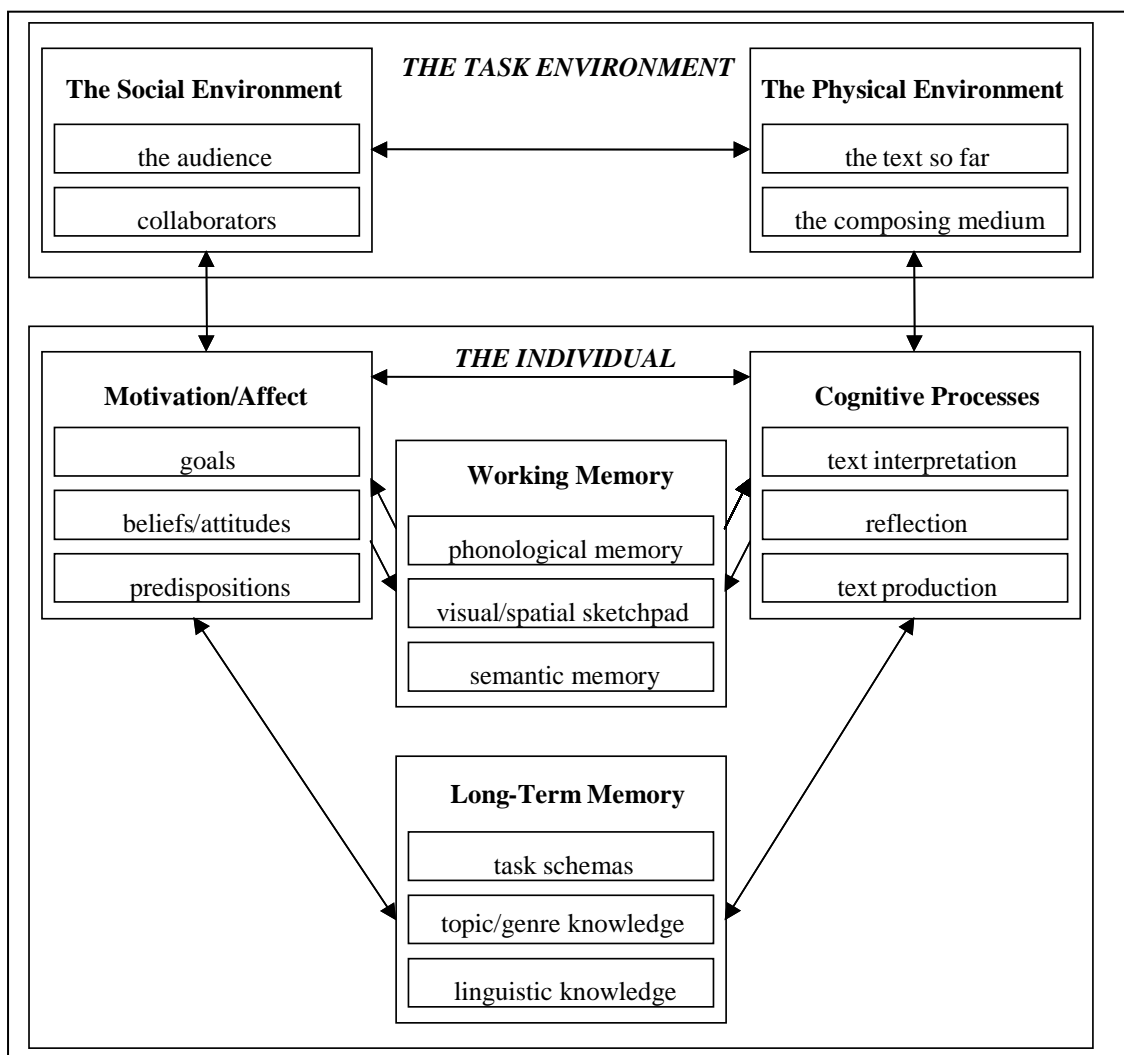 THE TASK ENVIRONMENT
The Social Environment
the audience
collaborators
The Physical Environment
the text so far
the composing medium
THE INDIVIDUAL
Motivation/Affect
goals
beliefs/attitudes
predispositions
Working Memory
phonological memory
visual/spatial sketchpad
semantic memory
Cognitive Processes
text interpretation
reflection
text production
Long-Term Memory
task schemas
topic/genre knowledge
linguistic knowledge